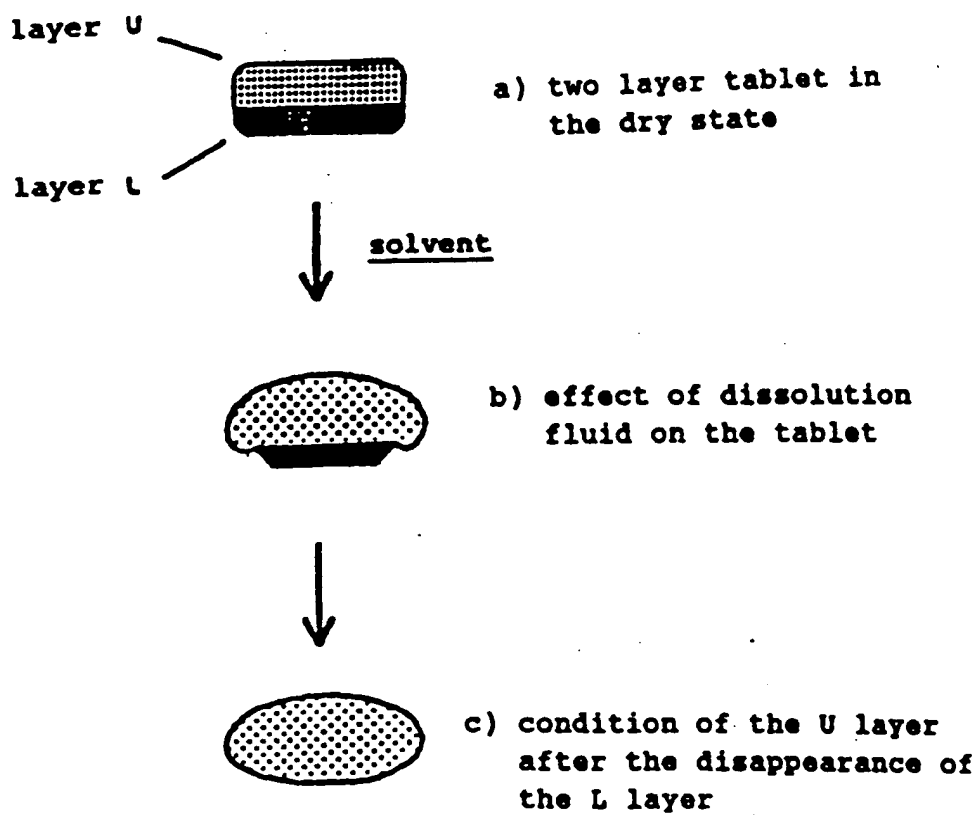 layer U
a) two layer tablet in
the dry state
layer L
solvent
b) effect of dissolution
fluid on the tablet
c) condition of the U layer
after the disappearance of
the L layer